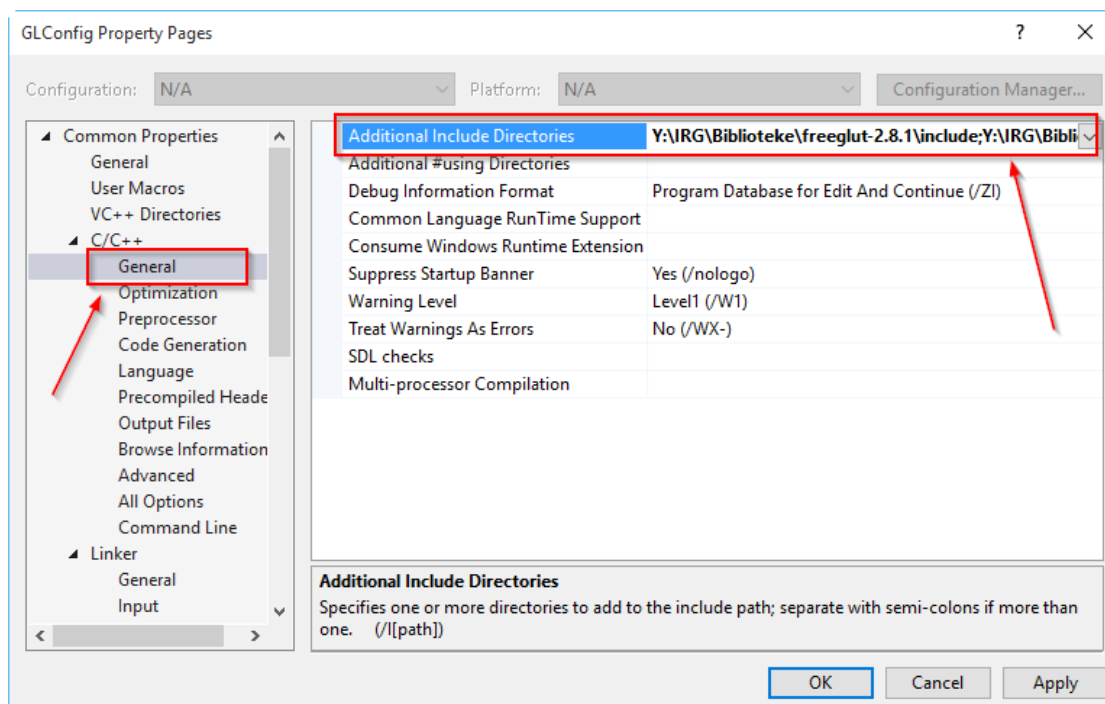 GLConfig Property Pages
?
Configuration: N/A Platform: N/A Configuration Manager...
Common Properties
General
User Macros
VC++ Directories
C/C++
General
Optimization
Preprocessor
Code Generation
Language
Precompiled Heade
Output Files
Browse Information
Advanced
All Options
Command Line
Linker
General
Input
Additional Include Directories Y:\IRG\Biblioteke\freeglut-2.8.1\include;Y:\IRG\Bibli
Additional #using Directories
Debug Information Format Program Database for Edit And Continue (/ZI)
Common Language RunTime Support
Consume Windows Runtime Extension
Suppress Startup Banner Yes (/nologo)
Warning Level Level1 (/W1)
Treat Warnings As Errors No (/WX-)
SDL checks
Multi-processor Compilation
Additional Include Directories
Specifies one or more directories to add to the include path; separate with semi-colons if more than
one. (/I[path])
OK Cancel Apply